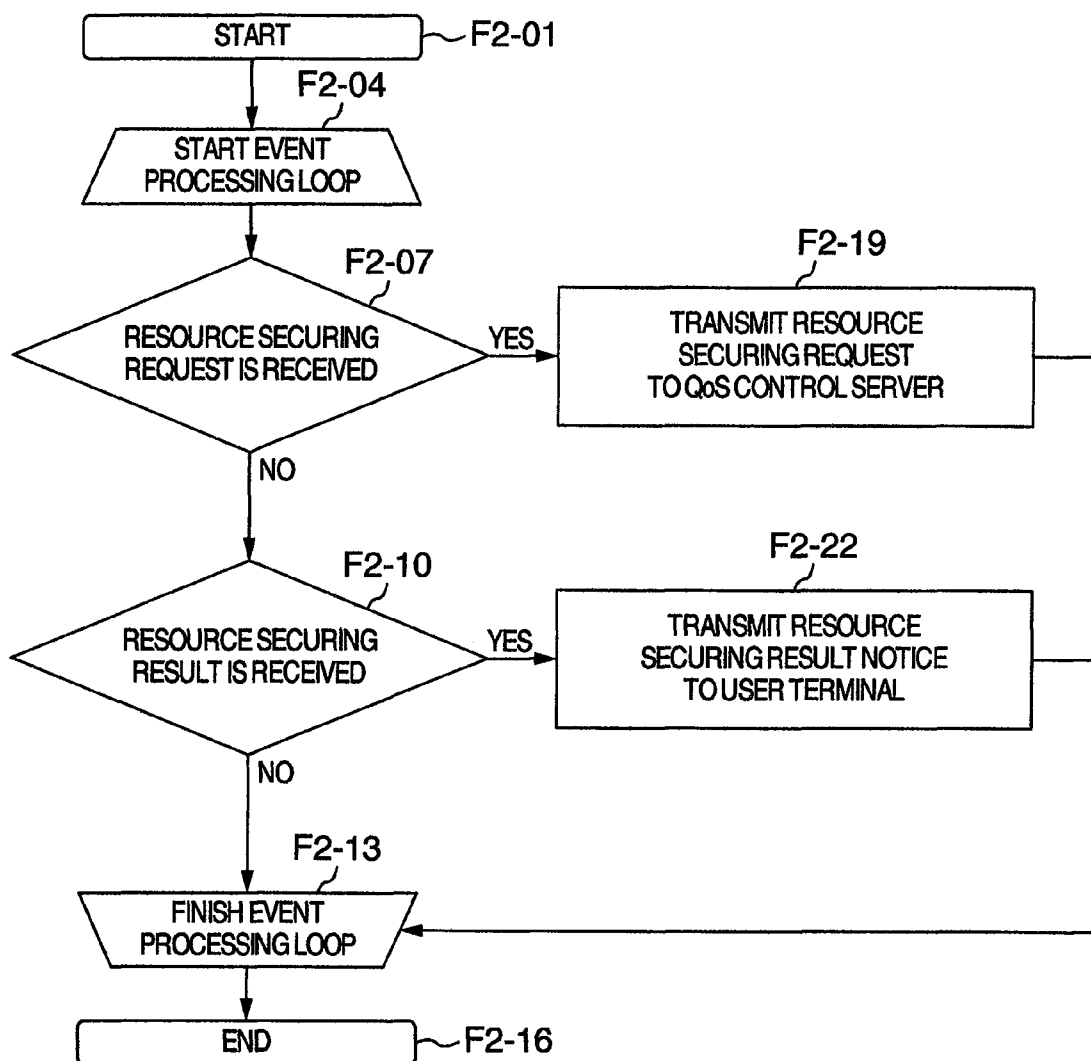 START
F2-01
F2-04
START EVENT
PROCESSING LOOP
F2-07
RESOURCE SECURING
REQUEST IS RECEIVED
YES
NO
F2-19
TRANSMIT RESOURCE
SECURING REQUEST
TO QoS CONTROL SERVER
F2-10
RESOURCE SECURING
RESULT IS RECEIVED
YES
NO
F2-22
TRANSMIT RESOURCE
SECURING RESULT NOTICE
TO USER TERMINAL
F2-13
FINISH EVENT
PROCESSING LOOP
END
F2-16